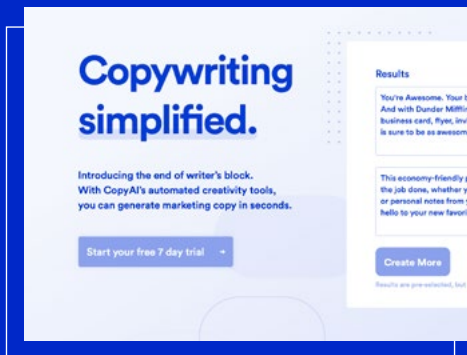 Copywriting
simplified.
Introducing the end of writer's block.
With CopyAI's automated creativity tools,
you can generate marketing copy in seconds.
Start your free 7 day trial →
Results
You're Awesome. Your
And with Dunder
business card, flyer,
is sure to be as
This economy-friendly
the job done, whether
or personal notes from
hello to your new
Create More
Results are pre-selected, but